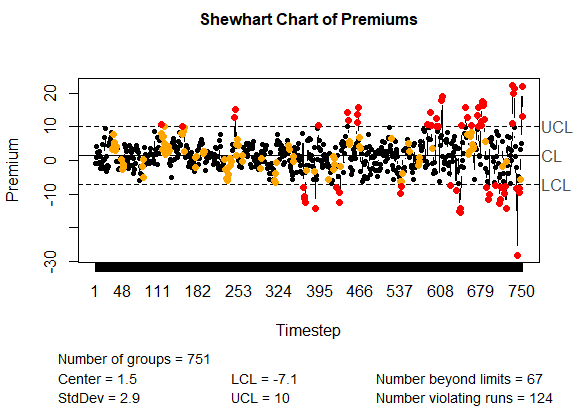 Shewhart Chart of Premiums
Premium
20
10
0
-10
-30
UCL
CL
LCL
1 48 111 182 253 324 395 466 537 608 679 750
Timestep
Number of groups = 751
Center = 1.5 LCL = -7.1 Number beyond limits = 67
StdDev = 2.9 UCL = 10 Number violating runs = 124